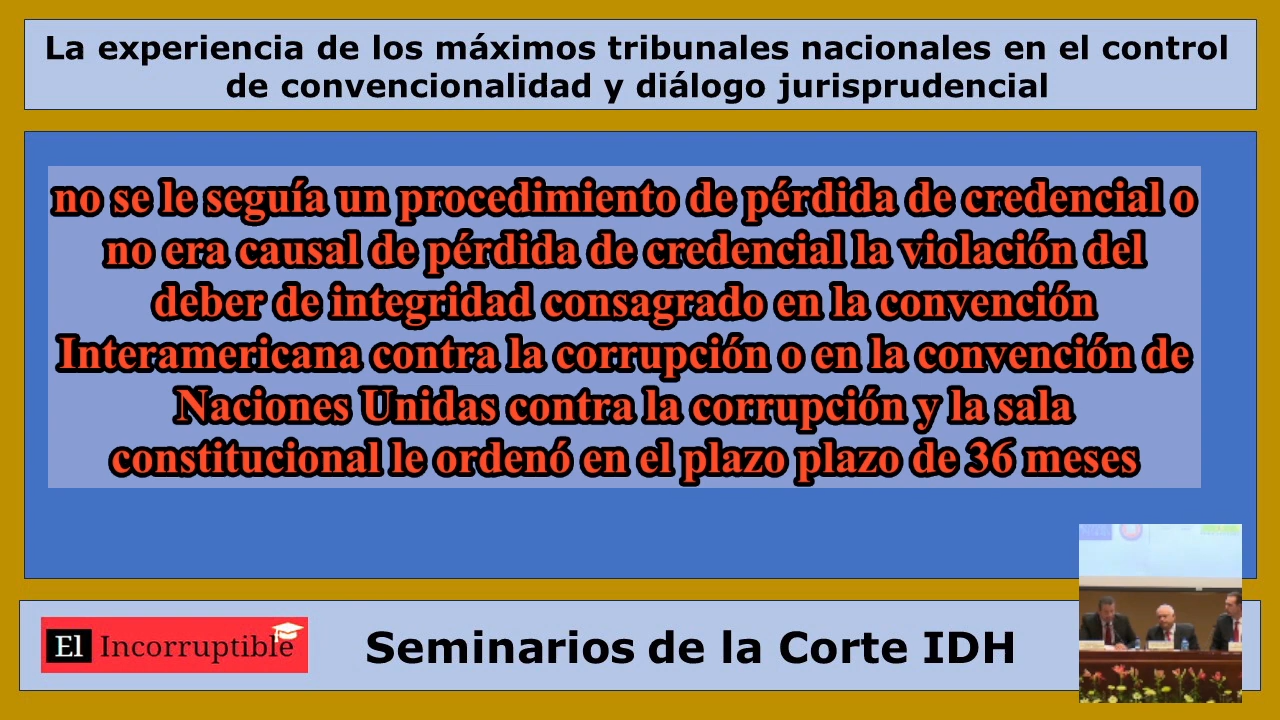 La experiencia de los máximos tribunales nacionales en el control
de convencionalidad y diálogo jurisprudencial
no se le seguía un procedimiento de pérdida de credencial o
no era causal de pérdida de credencial la violación del
deber de integridad consagrado en la convención
Interamericana contra la corrupción o en la convención de
Naciones Unidas contra la corrupción y la sala
constitucional le ordenó en el plazo plazo de 36 meses
El Incorruptible
Seminarios de la Corte IDH